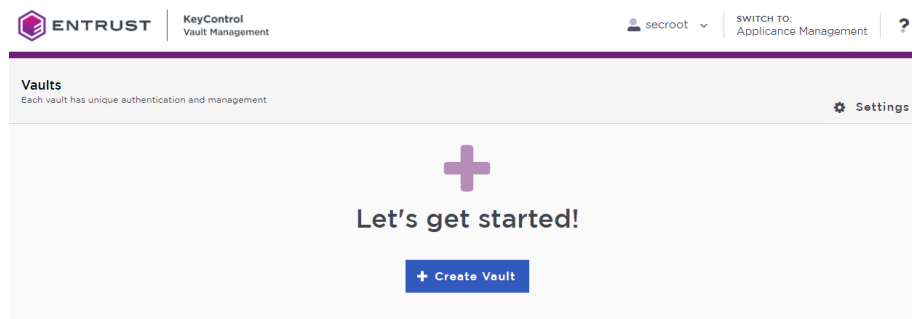 ENTRUST
KeyControl
Vault Management
secroot
SWITCH TO:
Applicance Management
?
Vaults
Each vault has unique authentication and management
Settings
Let's get started!
+ Create Vault